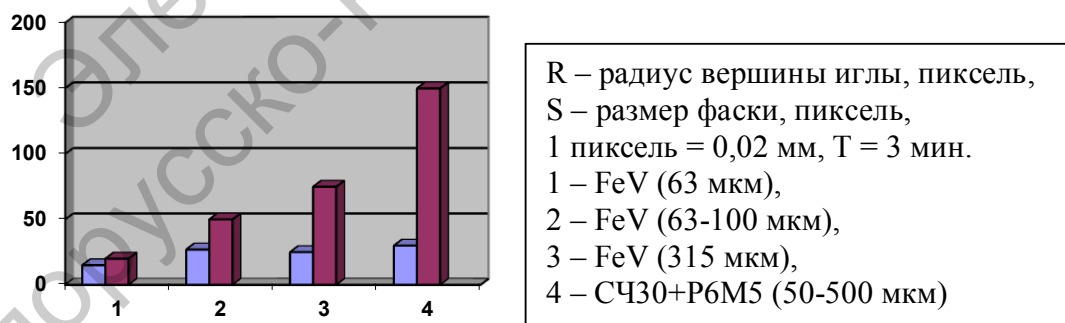 200
150
100
50
0
1 2 3 4
R – радиус вершины иглы, пиксель,
S – размер фаски, пиксель,
1 пиксель = 0,02 мм, T = 3 мин.
1 – FeV (63 мкм),
2 – FeV (63-100 мкм),
3 – FeV (315 мкм),
4 – СЧ30+Р6М5 (50-500 мкм)